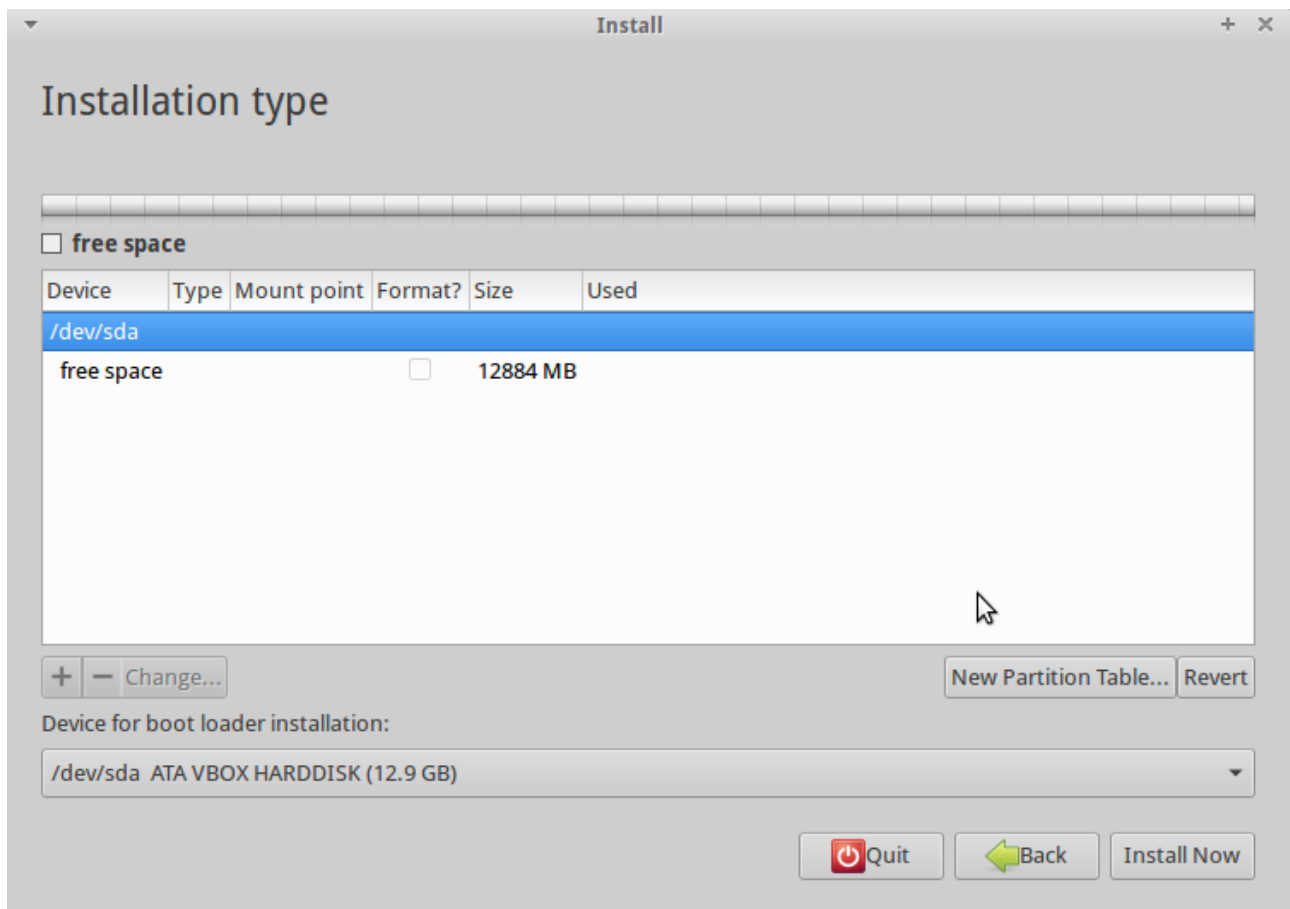 Install
Installation type
free space
Device Type Mount point Format? Size Used
/dev/sda
free space 12884 MB
+ − Change... New Partition Table... Revert
Device for boot loader installation:
/dev/sda ATA VBOX HARDDISK (12.9 GB)
Quit Back Install Now